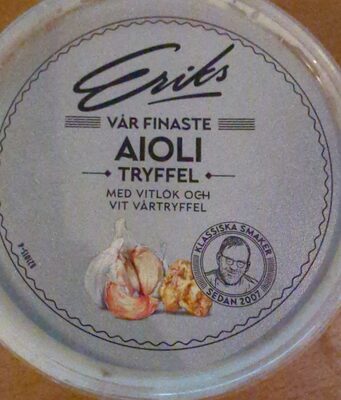 Eriks
VÅR FINASTE
AIOLI
TRYFFEL
MED VITLÖK OCH
VIT VÅRTRYFFEL
KLASSISKA SMAKER
SEDAN 2007